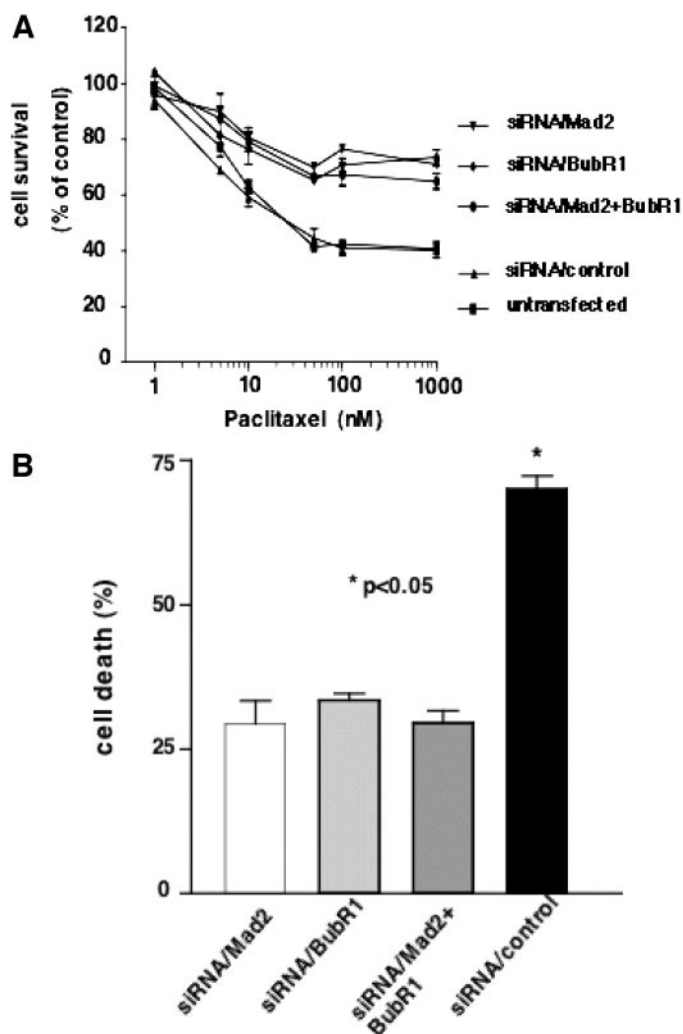 A
cell survival
(% of control)
120
100
80
60
40
20
0
1
10
100
1000
Paclitaxel (nM)
siRNA/Mad2
siRNA/BubR1
siRNA/Mad2+BubR1
siRNA/control
untransfected
B
cell death (%)
75
50
25
0
*
* p<0.05
siRNA/Mad2
siRNA/BubR1
siRNA/Mad2+
BubR1
siRNA/control